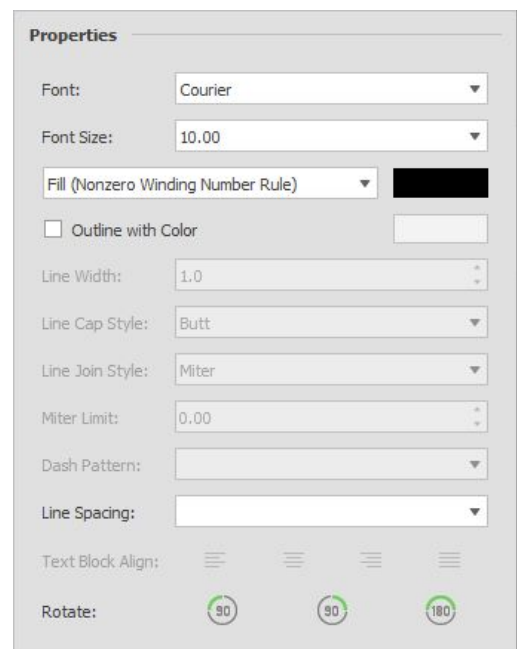 Properties
Font: Courier
Font Size: 10.00
Fill (Nonzero Winding Number Rule)
Outline with Color
Line Width: 1.0
Line Cap Style: Butt
Line Join Style: Miter
Miter Limit: 0.00
Dash Pattern:
Line Spacing:
Text Block Align:
Rotate: 90 90 180